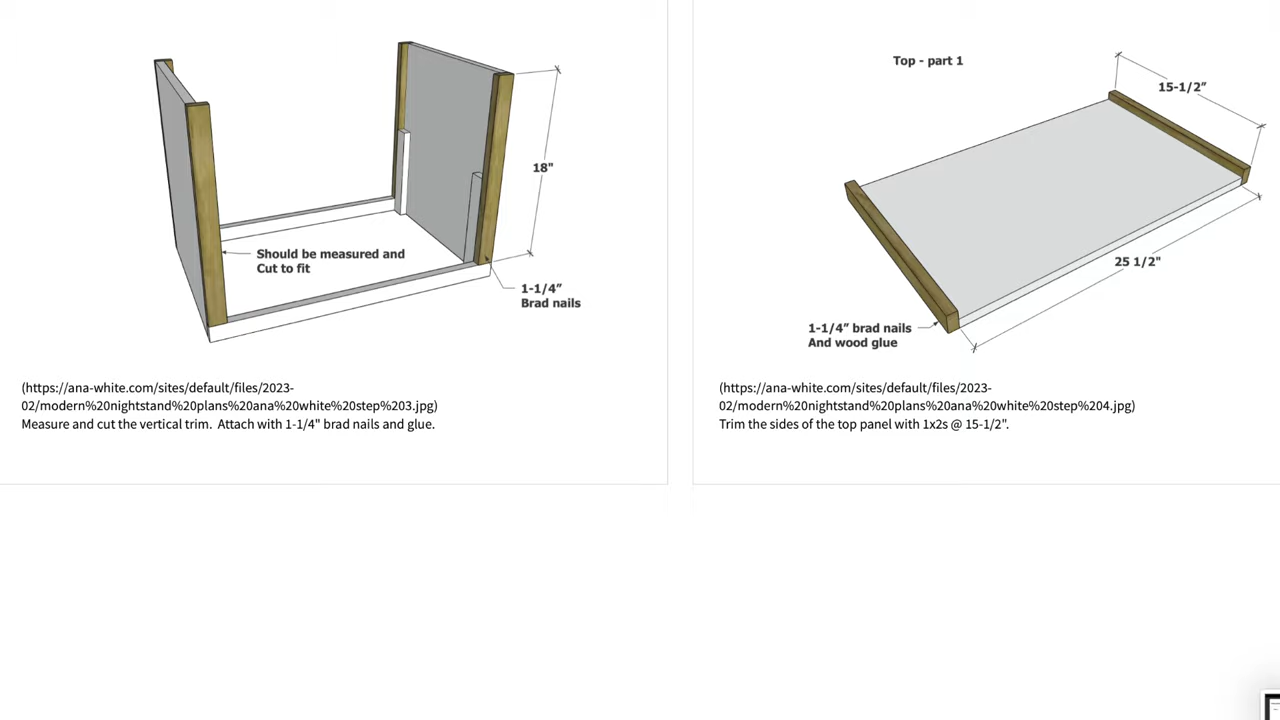 18"
Should be measured and
Cut to fit
1-1/4”
Brad nails
(https://ana-white.com/sites/default/files/2023-
02/modern%20nightstand%20plans%20ana%20white%20step%203.jpg)
Measure and cut the vertical trim.  Attach with 1-1/4" brad nails and glue.
Top - part 1
15-1/2”
25 1/2"
1-1/4” brad nails
And wood glue
(https://ana-white.com/sites/default/files/2023-
02/modern%20nightstand%20plans%20ana%20white%20step%204.jpg)
Trim the sides of the top panel with 1x2s @ 15-1/2".